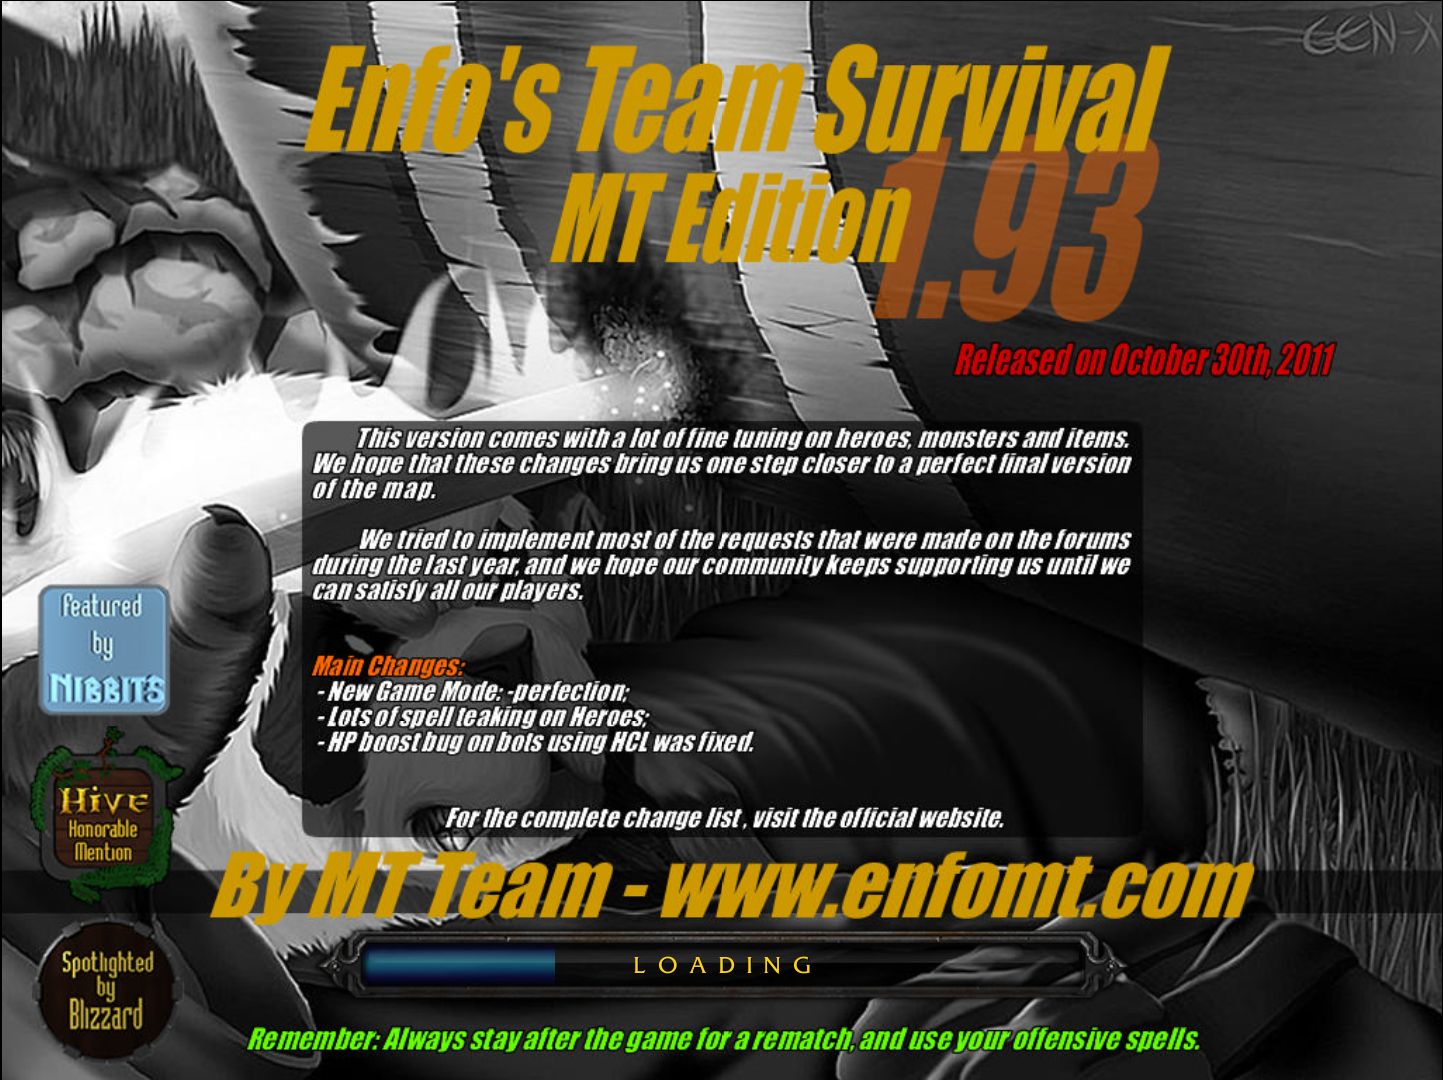 GEN-X
Enfo's Team Survival
MT Edition
1.93
Released on October 30th, 2011
This version comes with a lot of fine tuning on heroes, monsters and items.
We hope that these changes bring us one step closer to a perfect final version
of the map.
We tried to implement most of the requests that were made on the forums
during the last year, and we hope our community keeps supporting us until we
can satisfy all our players.
Main Changes:
- New Game Mode: -perfection;
- Lots of spell teaking on Heroes;
- HP boost bug on bots using HCL was fixed.
For the complete change list , visit the official website.
featured
by
NIBBITS
HIVE
Honorable
Mention
By MT Team - www.enfomt.com
Spotlighted
by
Blizzard
LOADING
Remember: Always stay after the game for a rematch, and use your offensive spells.